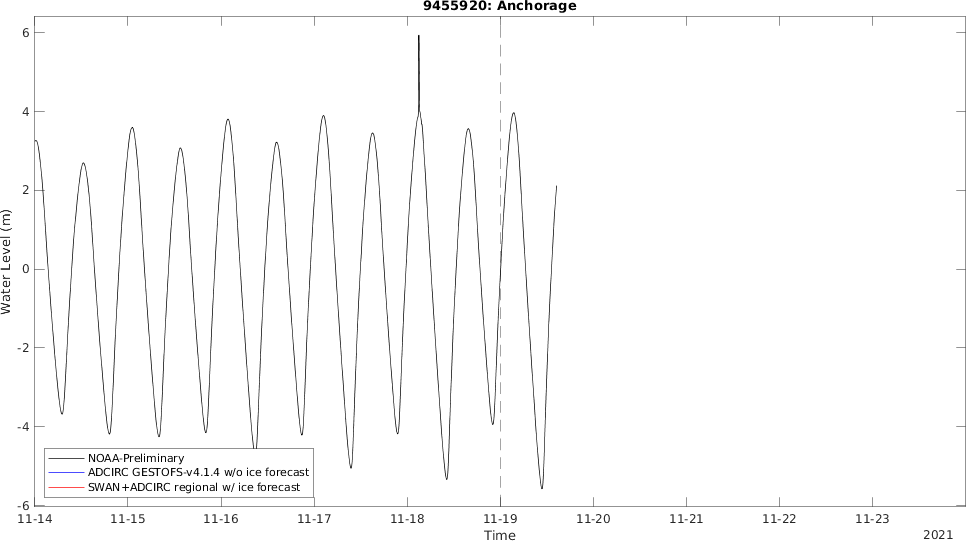 9455920: Anchorage
6
4
2
0
-2
-4
-6
Water Level (m)
NOAA-Preliminary
ADCIRC GESTOFS-v4.1.4 w/o ice forecast
SWAN+ADCIRC regional w/ ice forecast
11-14 11-15 11-16 11-17 11-18 11-19 11-20 11-21 11-22 11-23
Time
2021